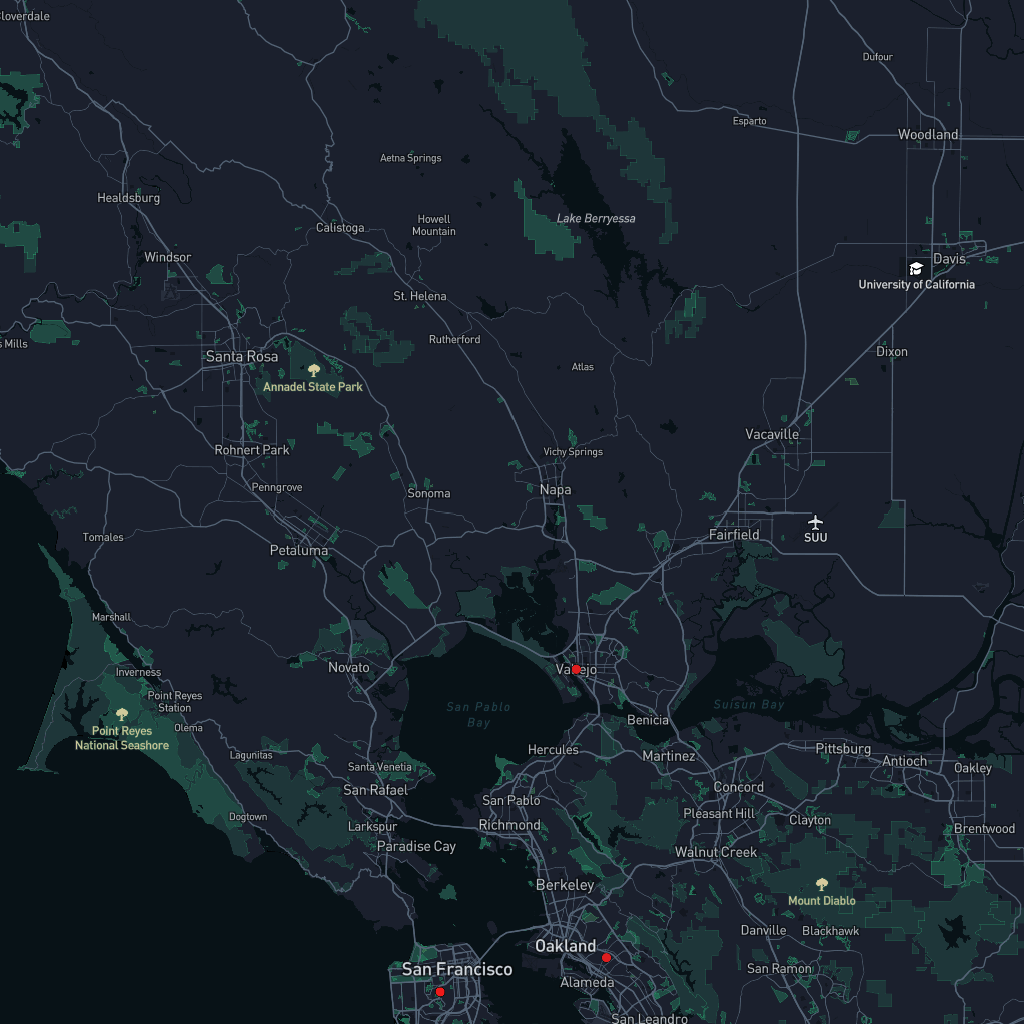 Cloverdale
Dufour
Esparto
Woodland
Aetna Springs
Healdsburg
Lake Berryessa
Howell
Mountain
Calistoga
Windsor
Davis
University of California
St. Helena
Rutherford
s Mills
Santa Rosa
Dixon
Atlas
Annadel State Park
Vacaville
Rohnert Park
Vichy Springs
Penngrove
Sonoma
Napa
Tomales
Petaluma
Fairfield
SUU
Marshall
Inverness
Novato
Vallejo
Point Reyes
Station
San Pablo
Bay
Suisun Bay
Benicia
Olema
Point Reyes
National Seashore
Lagunitas
Hercules
Martinez
Pittsburg
Antioch
Oakley
Santa Venetia
San Rafael
Concord
San Pablo
Pleasant Hill
Clayton
Dogtown
Larkspur
Richmond
Brentwood
Paradise Cay
Walnut Creek
Berkeley
Mount Diablo
Danville
Blackhawk
Oakland
San Francisco
San Ramon
Alameda
San Leandro